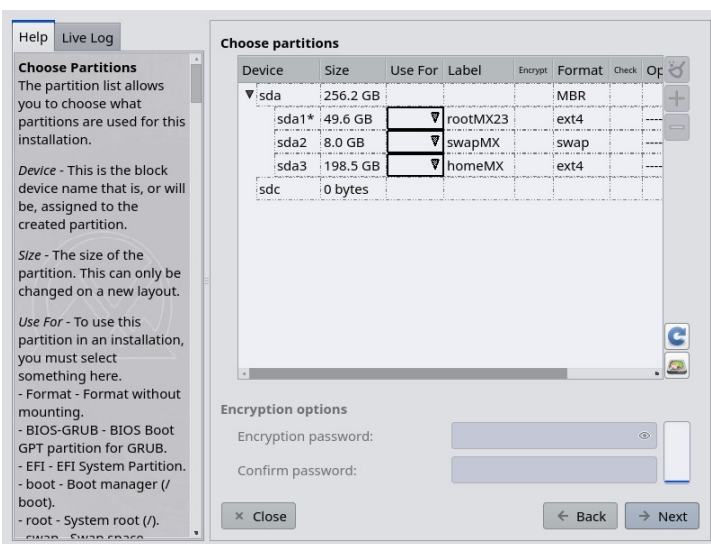 Help Live Log
Choose Partitions
The partition list allows
you to choose what
partitions are used for this
installation.
Device - This is the block
device name that is, or will
be, assigned to the
created partition.
Size - The size of the
partition. This can only be
changed on a new layout.
Use For - To use this
partition in an installation,
you must select
something here.
- Format - Format without
mounting.
- BIOS-GRUB - BIOS Boot
GPT partition for GRUB.
- EFI - EFI System Partition.
- boot - Boot manager (/
boot).
- root - System root (/).
- swap - Swap space
Choose partitions
Device Size Use For Label Encrypt Format Check Op
sda 256.2 GB MBR
sda1* 49.6 GB rootMX23 ext4 ----
sda2 8.0 GB swapMX swap ----
sda3 198.5 GB homeMX ext4 ----
sdc 0 bytes
Encryption options
Encryption password:
Confirm password:
× Close ← Back → Next